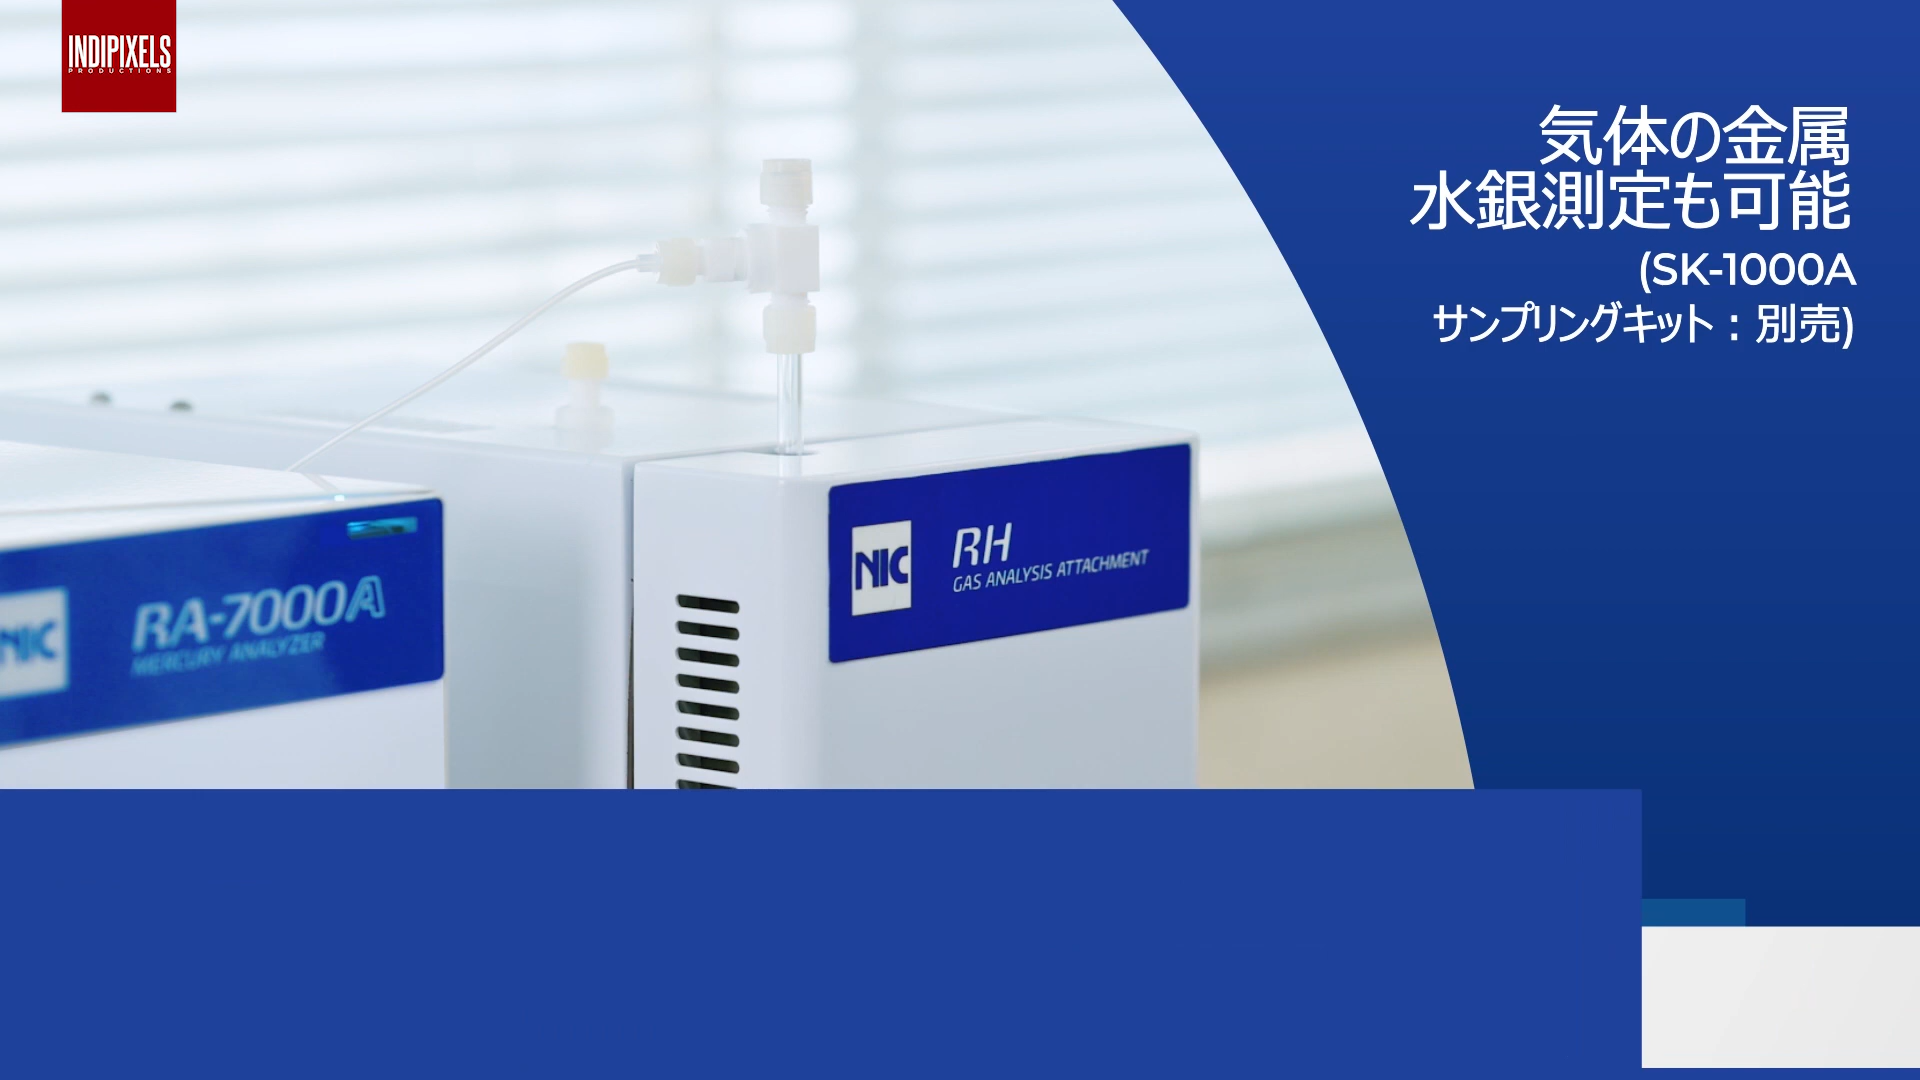 INDIPIXELS
PRODUCTIONS
気体の金属
水銀測定も可能
(SK-1000A
サンプリングキット：別売)
NIC
RH
GAS ANALYSIS ATTACHMENT
NIC
RA-7000A
MERCURY ANALYZER